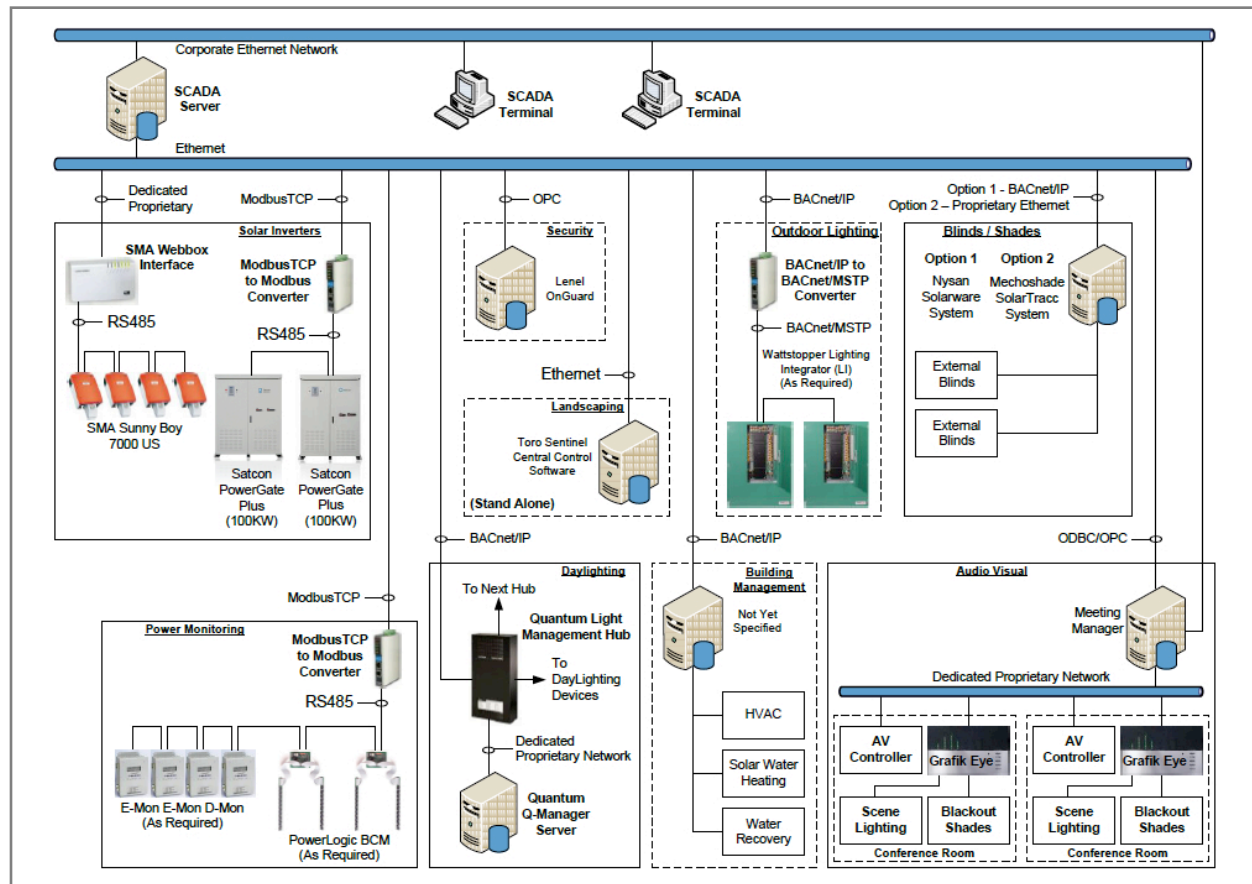 Corporate Ethernet Network
SCADA
Server
SCADA
Terminal
SCADA
Terminal
Ethernet
Dedicated
Proprietary
ModbusTCP
OPC
BACnet/IP
Option 1 - BACnet/IP
Option 2 – Proprietary Ethernet
Solar Inverters
SMA Webbox
Interface
ModbusTCP
to Modbus
Converter
RS485
RS485
SMA Sunny Boy
7000 US
Satcon
PowerGate
Plus
(100KW)
Satcon
PowerGate
Plus
(100KW)
Security
Lenel
OnGuard
Ethernet
Landscaping
Toro Sentinel
Central Control
Software
(Stand Alone)
Outdoor Lighting
BACnet/IP to
BACnet/MSTP
Converter
BACnet/MSTP
Wattstopper Lighting
Integrator (LI)
(As Required)
Blinds / Shades
Option 1
Nysan
Solarware
System
Option 2
Mechoshade
SolarTracc
System
External
Blinds
External
Blinds
ModbusTCP
BACnet/IP
BACnet/IP
ODBC/OPC
Power Monitoring
ModbusTCP
to Modbus
Converter
RS485
E-Mon E-Mon D-Mon
(As Required)
PowerLogic BCM
(As Required)
Daylighting
To Next Hub
Quantum Light
Management Hub
To
DayLighting
Devices
Dedicated
Proprietary Network
Quantum
Q-Manager
Server
Building
Management
Not Yet
Specified
HVAC
Solar Water
Heating
Water
Recovery
Audio Visual
Meeting
Manager
Dedicated Proprietary Network
AV
Controller
Grafik Eye
Scene
Lighting
Blackout
Shades
Conference Room
AV
Controller
Grafik Eye
Scene
Lighting
Blackout
Shades
Conference Room